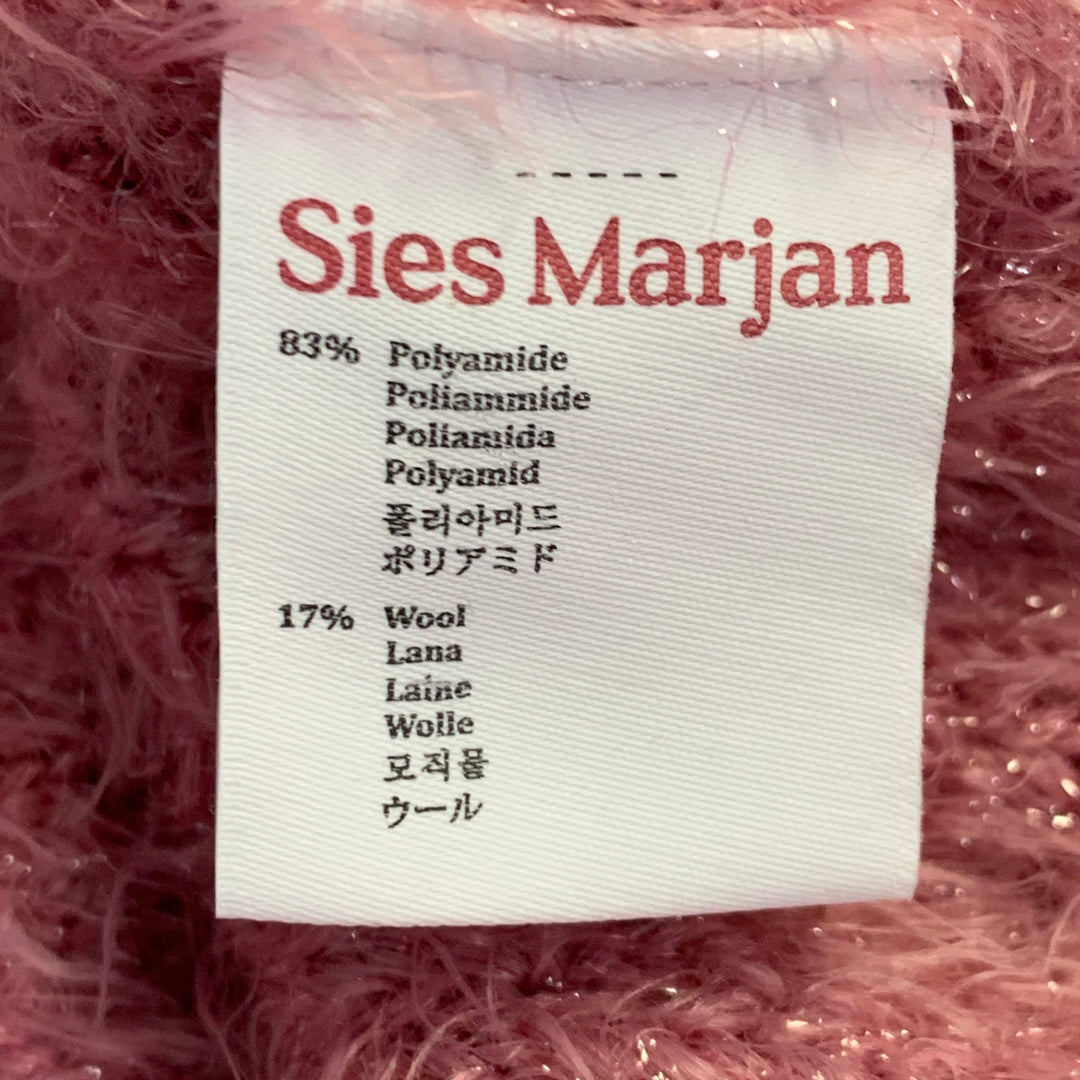 Sies Marjan
83% Polyamide
Poliammide
Poliamida
Polyamid
폴리아미드
ポリアミド
17% Wool
Lana
Laine
Wolle
모직물
ウール